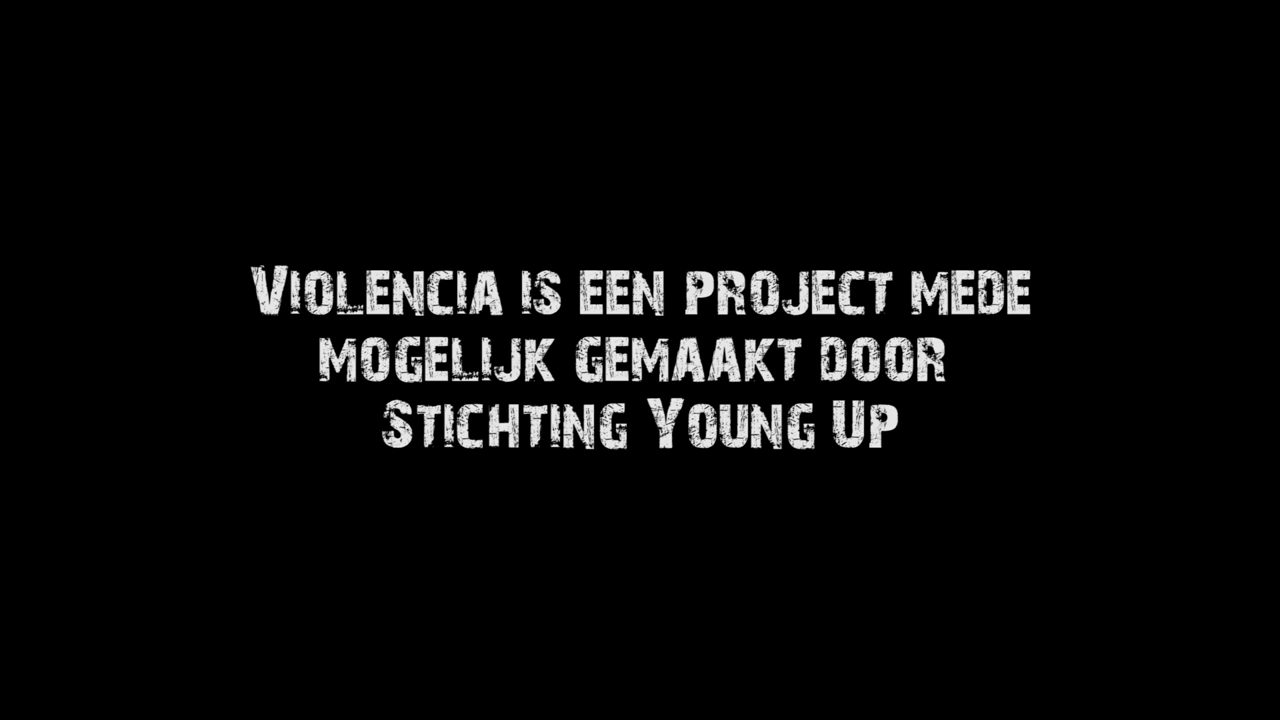 Violencia is een project mede
mogelijk gemaakt door
Stichting Young Up